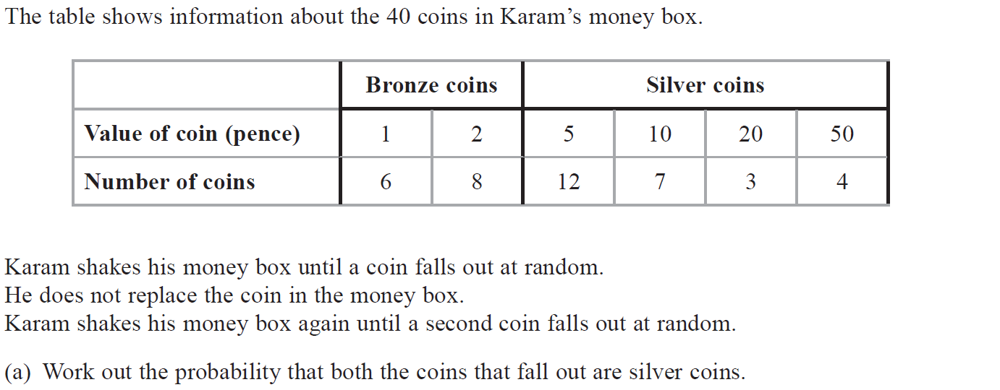 The table shows information about the 40 coins in Karam’s money box.
Bronze coins Silver coins
Value of coin (pence) 1 2 5 10 20 50
Number of coins 6 8 12 7 3 4
Karam shakes his money box until a coin falls out at random.
He does not replace the coin in the money box.
Karam shakes his money box again until a second coin falls out at random.
(a) Work out the probability that both the coins that fall out are silver coins.